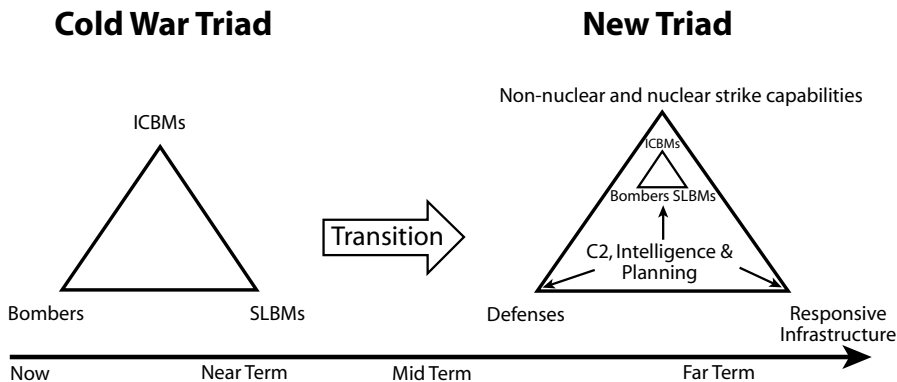 Cold War Triad
New Triad
ICBMs
Bombers
SLBMs
Transition
Non-nuclear and nuclear strike capabilities
ICBMs
Bombers SLBMs
C2, Intelligence &
Planning
Defenses
Responsive
Infrastructure
Now
Near Term
Mid Term
Far Term